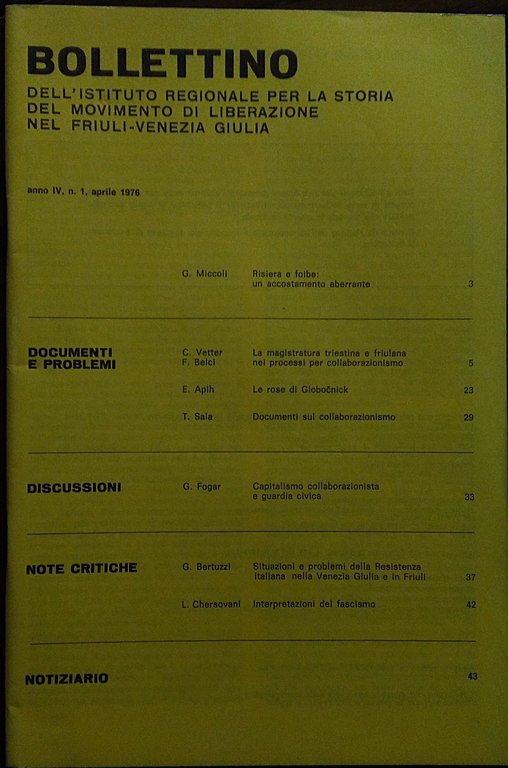 BOLLETTINO
DELL'ISTITUTO REGIONALE PER LA STORIA
DEL MOVIMENTO DI LIBERAZIONE
NEL FRIULI-VENEZIA GIULIA
anno IV, n. 1, aprile 1976
G. Miccoli Risiera e foibe:
un accostamento aberrante 3
DOCUMENTI C. Vetter La magistratura triestina e friulana
E PROBLEMI F. Belci nei processi per collaborazionismo 5
E. Apih Le rose di Globočnick 23
T. Sala Documenti sul collaborazionismo 29
DISCUSSIONI G. Fogar Capitalismo collaborazionista
e guardia civica 33
NOTE CRITICHE G. Bertuzzi Situazioni e problemi della Resistenza
italiana nella Venezia Giulia e in Friuli 37
L. Chersovani Interpretazioni del fascismo 42
NOTIZIARIO 43